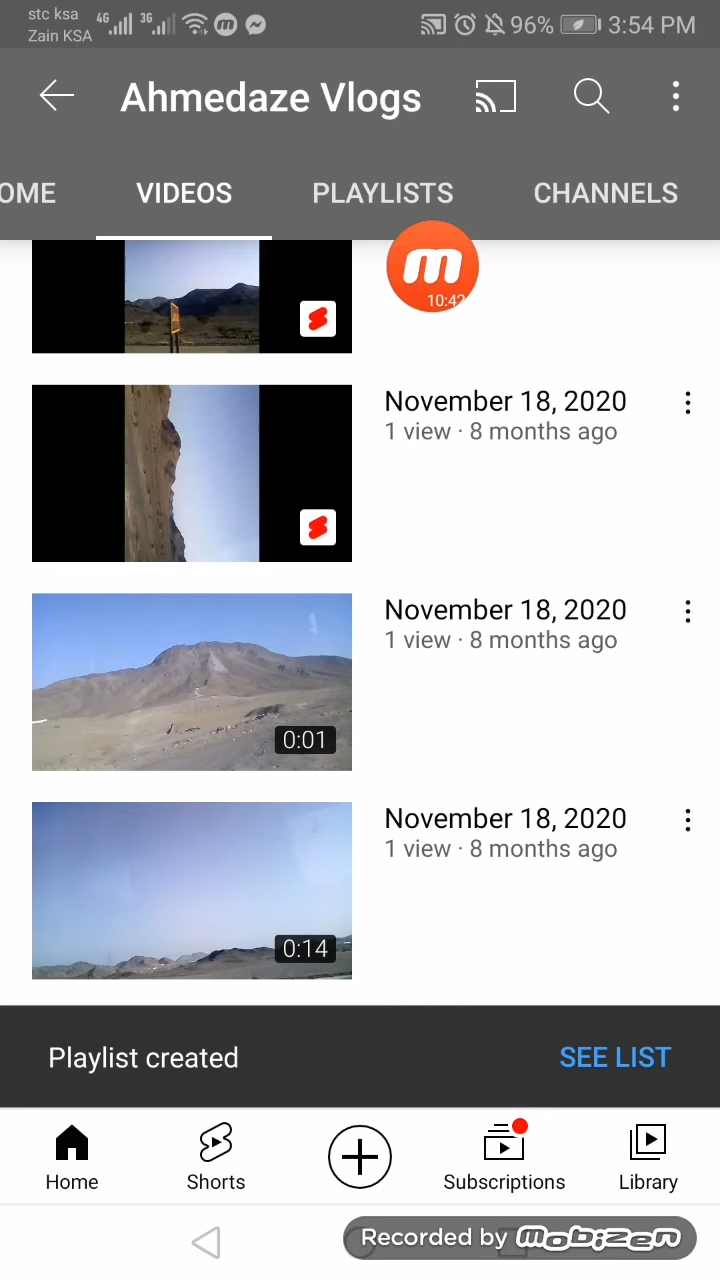 stc ksa
Zain KSA
4G
3G
96%
3:54 PM
Ahmedaze Vlogs
OME
VIDEOS
PLAYLISTS
CHANNELS
m
10:42
November 18, 2020
1 view · 8 months ago
November 18, 2020
1 view · 8 months ago
0:01
November 18, 2020
1 view · 8 months ago
0:14
Playlist created
SEE LIST
Home
Shorts
Subscriptions
Library
Recorded by mobizen